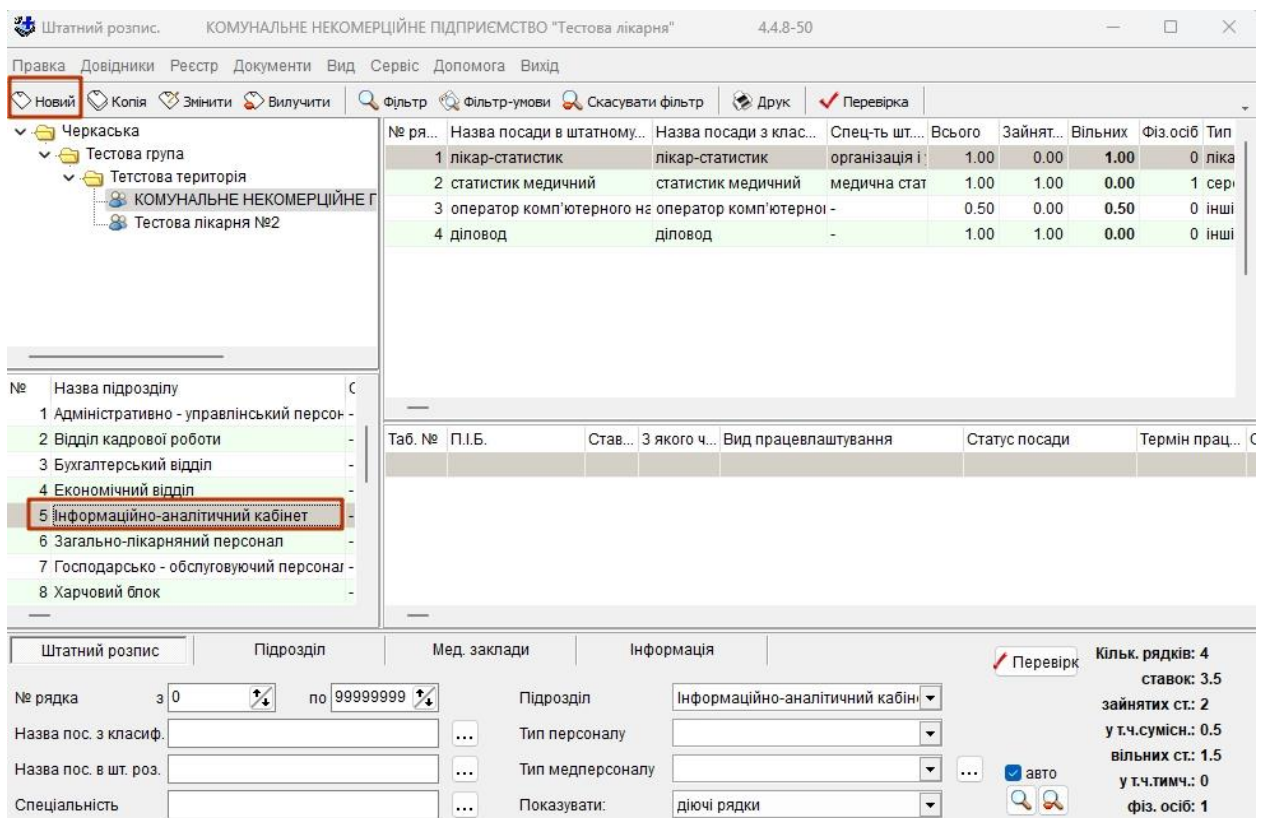 Штатний розпис. КОМУНАЛЬНЕ НЕКОМЕРЦІЙНЕ ПІДПРИЄМСТВО "Тестова лікарня" 4.4.8-50
Правка Довідники Реєстр Документи Вид Сервіс Допомога Вихід
Новий Копія Змінити Вилучити Фільтр Фільтр-умови Скасувати фільтр Друк Перевірка
Черкаська
Тестова група
Тетстова територія
КОМУНАЛЬНЕ НЕКОМЕРЦІЙНЕ Г
Тестова лікарня №2
№ ря... Назва посади в штатному... Назва посади з клас... Спец-ть шт.... Всього Зайнят... Вільних Фіз.осіб Тип
1 лікар-статистик лікар-статистик організація і 1.00 0.00 1.00 0 ліка
2 статистик медичний статистик медичний медична стат 1.00 1.00 0.00 1 сер
3 оператор комп'ютерного на оператор комп'ютерног - 0.50 0.00 0.50 0 інші
4 діловод діловод - 1.00 1.00 0.00 0 інші
№ Назва підрозділу С
1 Адміністративно - управлінський персон -
2 Відділ кадрової роботи -
3 Бухгалтерський відділ -
4 Економічний відділ -
5 Інформаційно-аналітичний кабінет -
6 Загально-лікарняний персонал -
7 Господарсько - обслуговуючий персонал -
8 Харчовий блок -
Таб. № П.І.Б. Став... З якого ч... Вид працевлаштування Статус посади Термін прац... С
Штатний розпис Підрозділ Мед. заклади Інформація
№ рядка з 0 по 99999999
Назва пос. з класиф. ...
Назва пос. в шт. роз. ...
Спеціальність ...
Підрозділ Інформаційно-аналітичний кабін
Тип персоналу
Тип медперсоналу ...
Показувати: діючі рядки
Перевірк
авто
Кільк. рядків: 4
ставок: 3.5
зайнятих ст.: 2
у т.ч.сумісн.: 0.5
вільних ст.: 1.5
у т.ч.тимч.: 0
фіз. осіб: 1